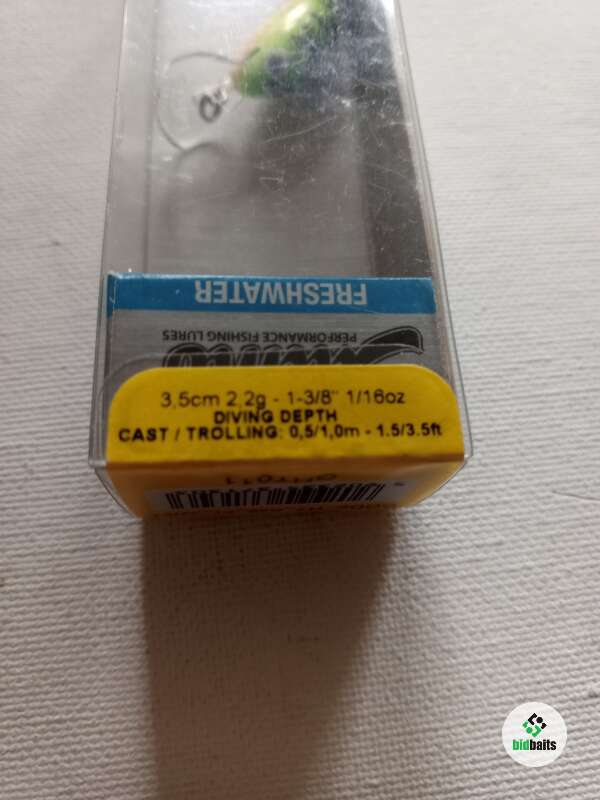 FRESHWATER
PERFORMANCE FISHING LURES
3,5cm 2,2g - 1-3/8" 1/16oz
DIVING DEPTH
CAST / TROLLING: 0,5/1,0m - 1.5/3.5ft
bidbaits